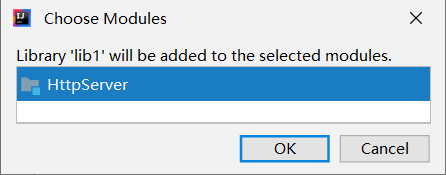 Choose Modules
Library 'lib1' will be added to the selected modules.
HttpServer
OK
Cancel